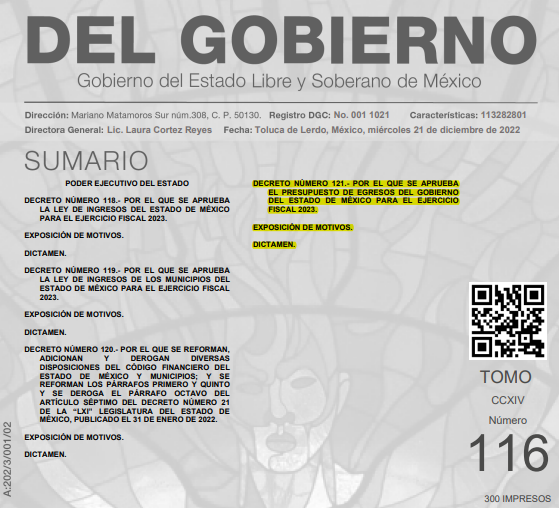 DEL GOBIERNO
Gobierno del Estado Libre y Soberano de México
Dirección: Mariano Matamoros Sur núm.308, C. P. 50130. Registro DGC: No. 001 1021 Características: 113282801
Directora General: Lic. Laura Cortez Reyes Fecha: Toluca de Lerdo, México, miércoles 21 de diciembre de 2022
SUMARIO
PODER EJECUTIVO DEL ESTADO
DECRETO NÚMERO 118.- POR EL QUE SE APRUEBA
LA LEY DE INGRESOS DEL ESTADO DE MÉXICO
PARA EL EJERCICIO FISCAL 2023.
EXPOSICIÓN DE MOTIVOS.
DICTAMEN.
DECRETO NÚMERO 119.- POR EL QUE SE APRUEBA
LA LEY DE INGRESOS DE LOS MUNICIPIOS DEL
ESTADO DE MÉXICO PARA EL EJERCICIO FISCAL
2023.
EXPOSICIÓN DE MOTIVOS.
DICTAMEN.
DECRETO NÚMERO 120.- POR EL QUE SE REFORMAN,
ADICIONAN Y DEROGAN DIVERSAS
DISPOSICIONES DEL CÓDIGO FINANCIERO DEL
ESTADO DE MÉXICO Y MUNICIPIOS; Y SE
REFORMAN LOS PÁRRAFOS PRIMERO Y QUINTO
Y SE DEROGA EL PÁRRAFO OCTAVO DEL
ARTÍCULO SÉPTIMO DEL DECRETO NÚMERO 21
DE LA “LXI” LEGISLATURA DEL ESTADO DE
MÉXICO, PUBLICADO EL 31 DE ENERO DE 2022.
EXPOSICIÓN DE MOTIVOS.
DICTAMEN.
DECRETO NÚMERO 121.- POR EL QUE SE APRUEBA
EL PRESUPUESTO DE EGRESOS DEL GOBIERNO
DEL ESTADO DE MÉXICO PARA EL EJERCICIO
FISCAL 2023.
EXPOSICIÓN DE MOTIVOS.
DICTAMEN.
TOMO
CCXIV
Número
116
300 IMPRESOS
A:202/3/001/02